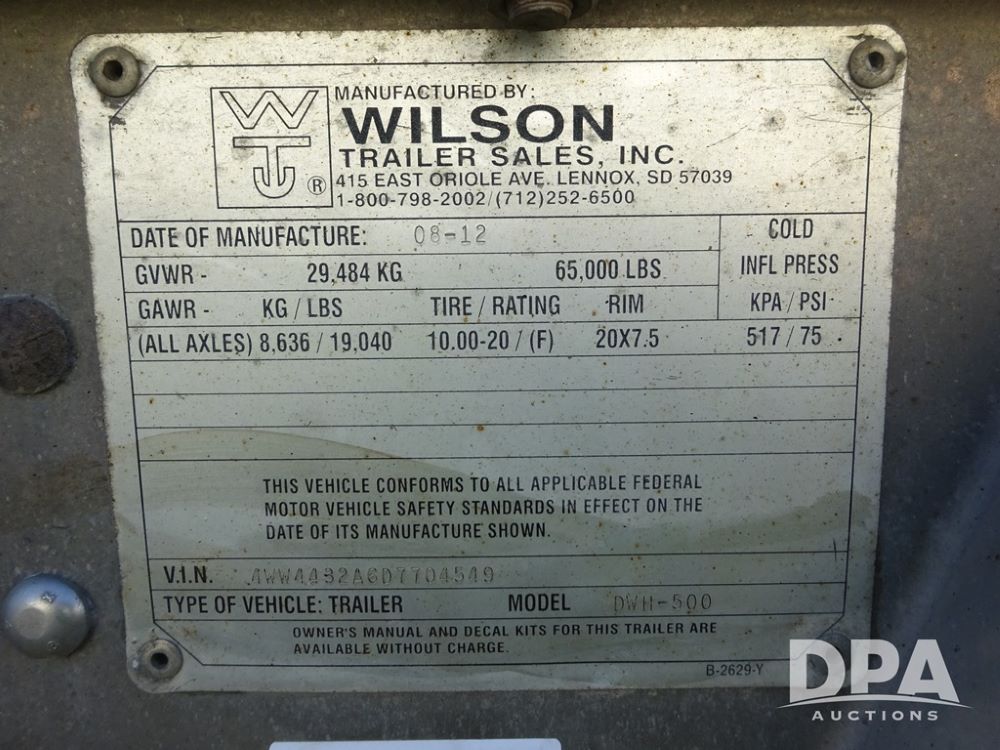 MANUFACTURED BY:
WILSON
TRAILER SALES, INC.
415 EAST ORIOLE AVE. LENNOX, SD 57039
1-800-798-2002/(712)252-6500
WT ®
DATE OF MANUFACTURE: 08-12 COLD
GVWR - 29,484 KG 65,000 LBS INFL PRESS
GAWR - KG / LBS TIRE / RATING RIM KPA / PSI
(ALL AXLES) 8,636 / 19,040 10.00-20 / (F) 20X7.5 517 / 75
THIS VEHICLE CONFORMS TO ALL APPLICABLE FEDERAL
MOTOR VEHICLE SAFETY STANDARDS IN EFFECT ON THE
DATE OF ITS MANUFACTURE SHOWN.
V.I.N. 4WW4432A6D7704549
TYPE OF VEHICLE: TRAILER MODEL DWH-500
OWNER'S MANUAL AND DECAL KITS FOR THIS TRAILER ARE
AVAILABLE WITHOUT CHARGE.
B-2629-Y
DPA
AUCTIONS